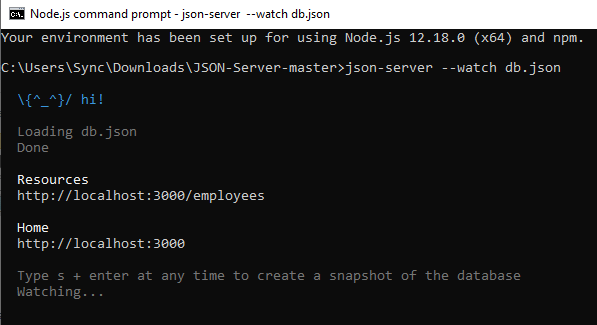 Node.js command prompt - json-server --watch db.json
Your environment has been set up for using Node.js 12.18.0 (x64) and npm.
C:\Users\Sync\Downloads\JSON-Server-master>json-server --watch db.json
\{^_^}/ hi!
Loading db.json
Done
Resources
http://localhost:3000/employees
Home
http://localhost:3000
Type s + enter at any time to create a snapshot of the database
Watching...